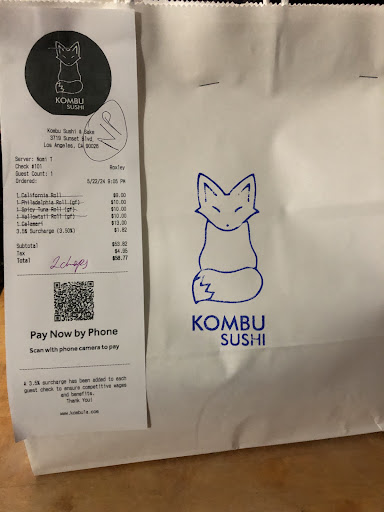 KOMBU
SUSHI
NP
Kombu Sushi & Sake
3719 Sunset Blvd.
Los Angeles, CA 90026
Server: Nomi T
Check #101 Roxley
Guest Count: 1
Ordered: 5/22/24 6:05 PM
1 California Roll $9.00
1 Philadelphia Roll (gf) $10.00
1 Spicy Tuna Roll (gf) $10.00
1 Yellowtail Roll (gf) $10.00
1 Calamari $13.00
3.5% Surcharge (3.50%) $1.82
Subtotal $53.82
Tax $4.95
Total $58.77
2 chops
Pay Now by Phone
Scan with phone camera to pay
A 3.5% surcharge has been added to each
guest check to ensure competitive wages
and benefits.
Thank You!
www.kombula.com
KOMBU
SUSHI